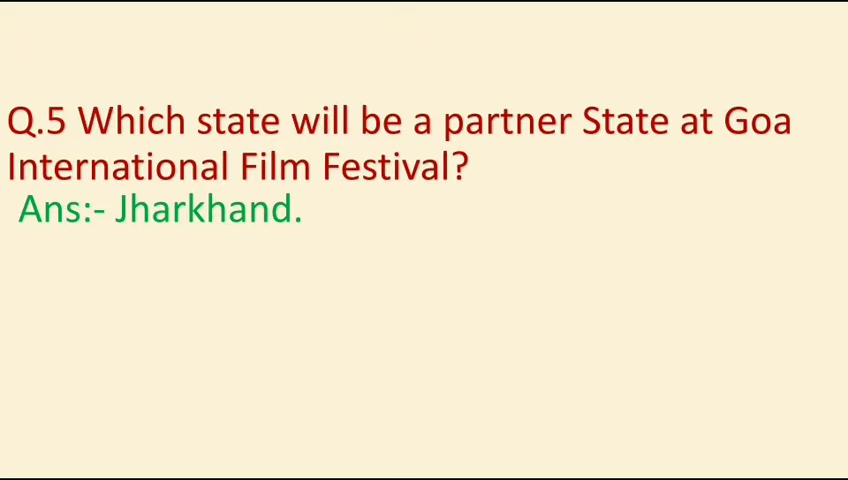 Q.5 Which state will be a partner State at Goa
International Film Festival?
Ans:- Jharkhand.